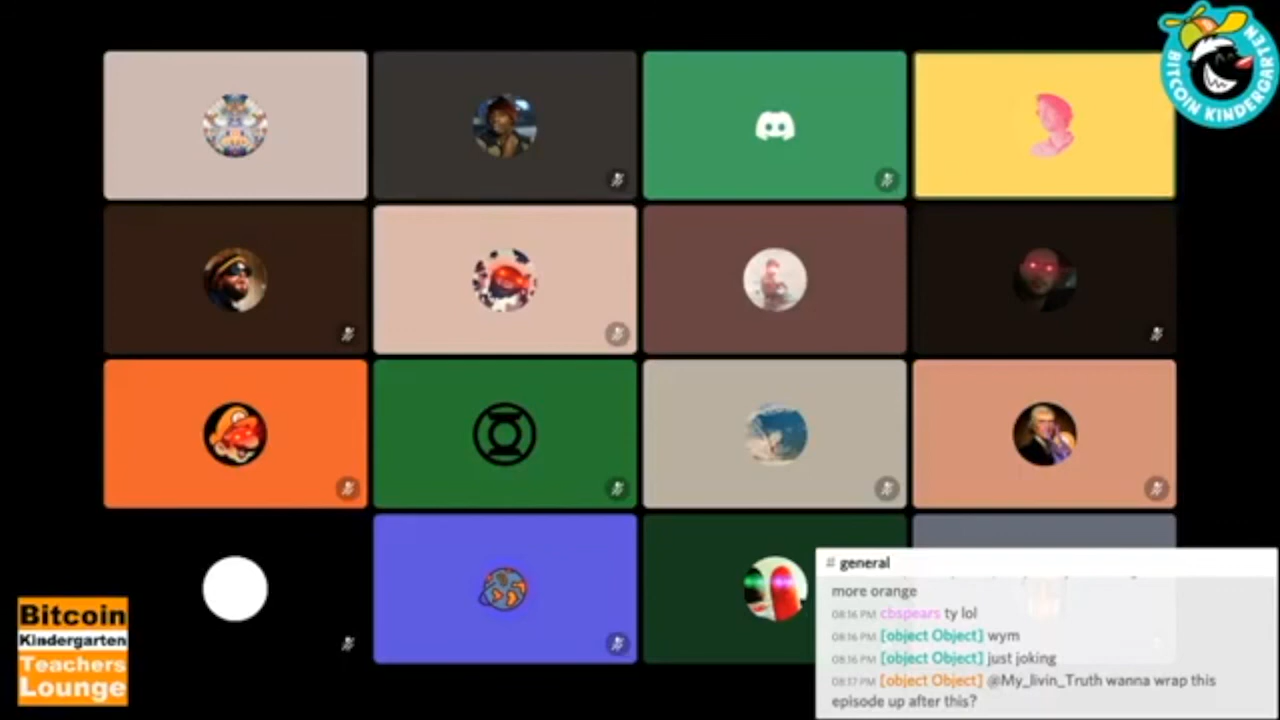 BITCOIN KINDERGARTEN
# general
more orange
08:16 PM cbspears ty lol
08:16 PM [object Object] wym
08:16 PM [object Object] just joking
08:17 PM [object Object] @My_livin_Truth wanna wrap this
episode up after this?
Bitcoin
Kindergarten
Teachers
Lounge